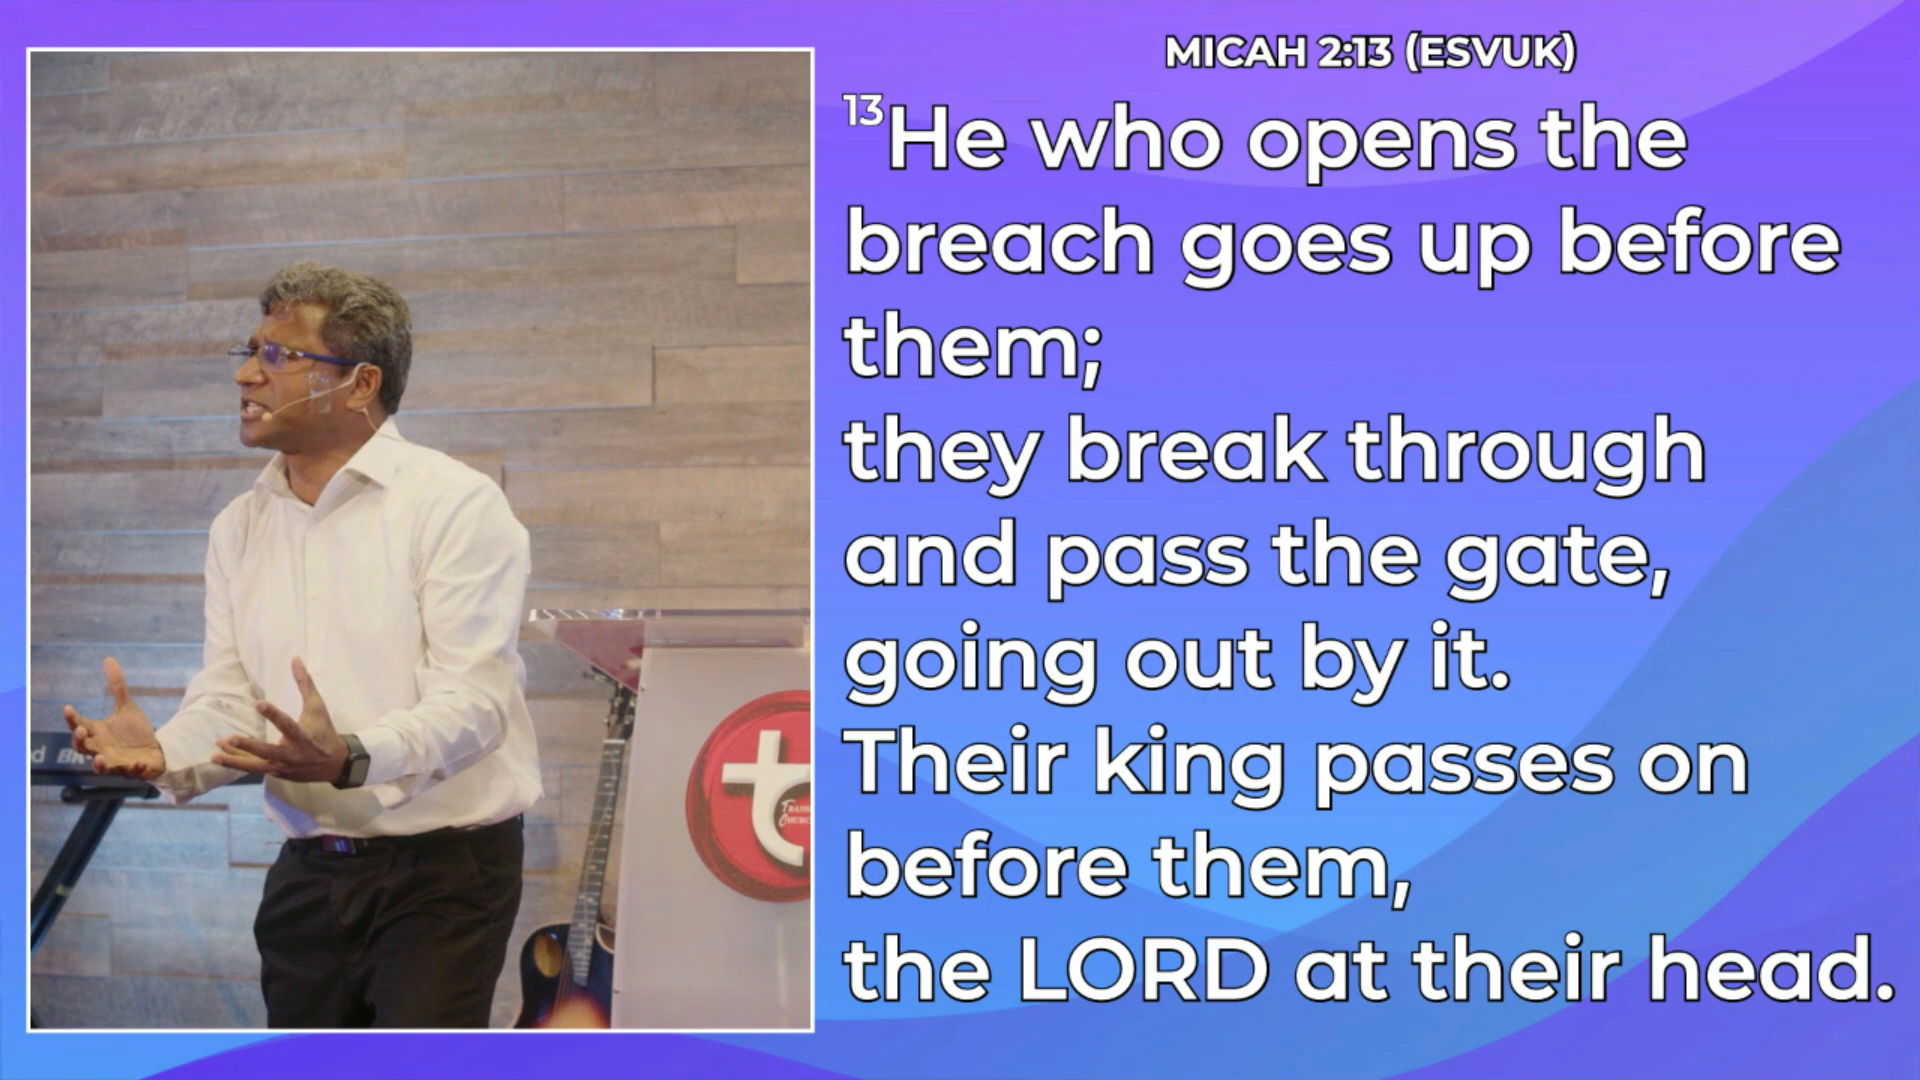 MICAH 2:13 (ESVUK)
13He who opens the
breach goes up before
them;
they break through
and pass the gate,
going out by it.
Their king passes on
before them,
the LORD at their head.
tc